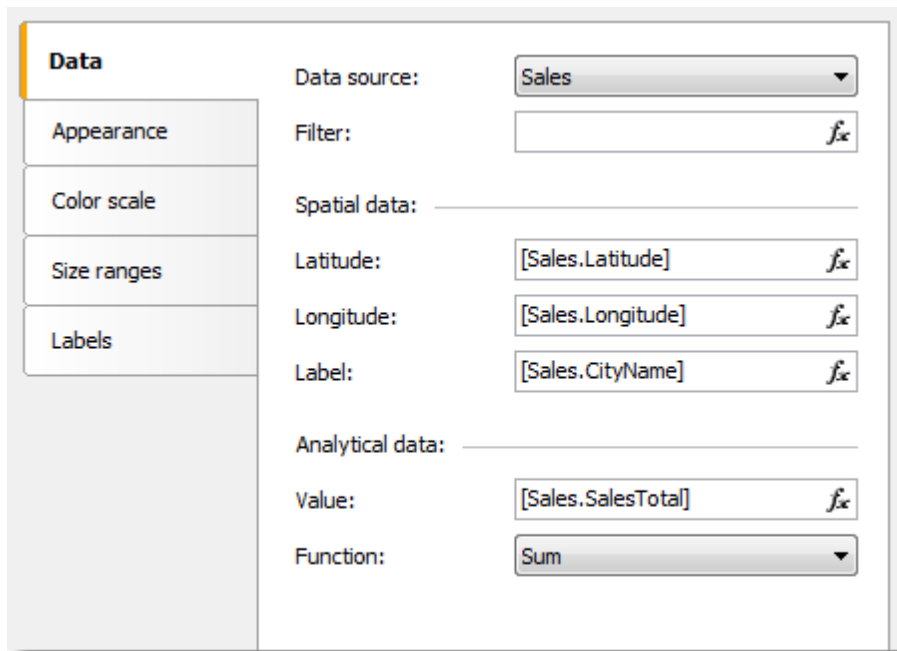 Data
Appearance
Color scale
Size ranges
Labels
Data source: Sales
Filter: fx
Spatial data:
Latitude: [Sales.Latitude] fx
Longitude: [Sales.Longitude] fx
Label: [Sales.CityName] fx
Analytical data:
Value: [Sales.SalesTotal] fx
Function: Sum